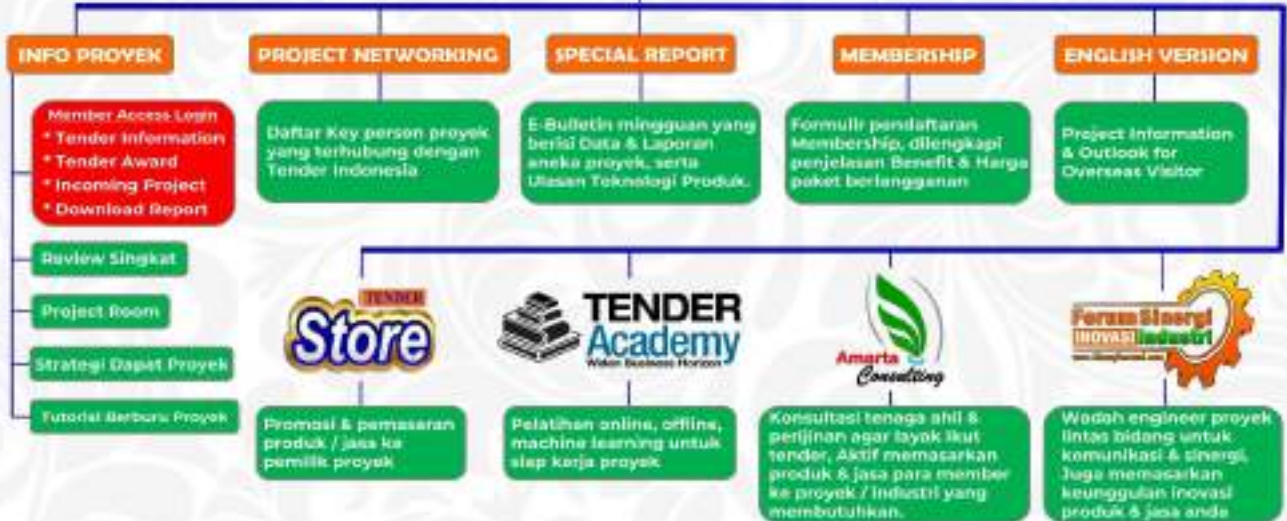 INFO PROYEK
PROJECT NETWORKING
SPECIAL REPORT
MEMBERSHIP
ENGLISH VERSION
Member Access Login
* Tender Information
* Tender Award
* Incoming Project
* Download Report
Daftar Key person proyek
yang terhubung dengan
Tender Indonesia
E-Bulletin mingguan yang
berisi Data & Laporan
aneka proyek, serta
Ulasan Teknologi Produk.
Formulir pendaftaran
Membership, dilengkapi
penjelasan Benefit & Harga
paket berlangganan
Project Information
& Outlook for
Overseas Visitor
Review Singkat
Project Room
Strategi Dapat Proyek
Tutorial Berburu Proyek
TENDER
Store
TENDER
Academy
Widen Business Horizon
Amarta
Consulting
Forum Sinergi
INOVASI Industri
Promosi & pemasaran
produk / jasa ke
pemilik proyek
Pelatihan online, offline,
machine learning untuk
siap kerja proyek
Konsultasi tenaga ahli &
perijinan agar layak ikut
tender, Aktif memasarkan
produk & jasa para member
ke proyek / industri yang
membutuhkan.
Wadah engineer proyek
lintas bidang untuk
komunikasi & sinergi,
Juga memasarkan
keunggulan inovasi
produk & jasa anda